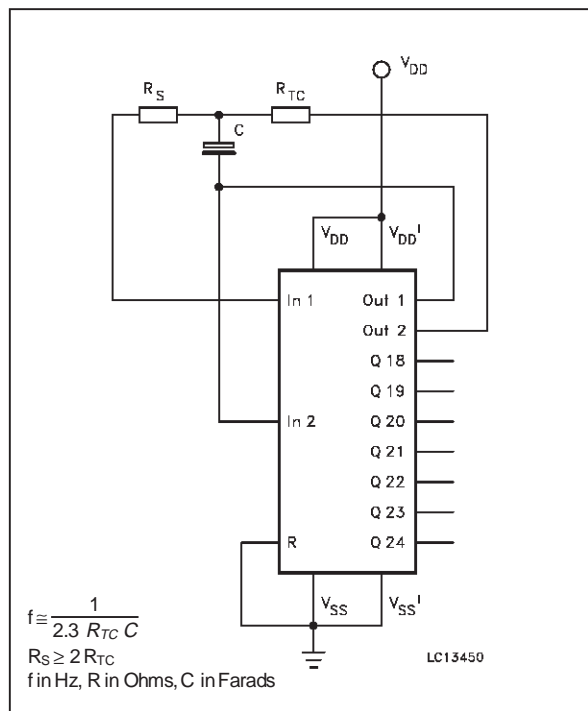 V_DD
R_S R_TC
C
V_DD V_DD'
In 1 Out 1
Out 2
Q 18
Q 19
In 2 Q 20
Q 21
Q 22
Q 23
R Q 24
V_SS V_SS'
f ≅ 1 / 2.3 R_TC C
R_S ≥ 2 R_TC
f in Hz, R in Ohms, C in Farads
LC13450